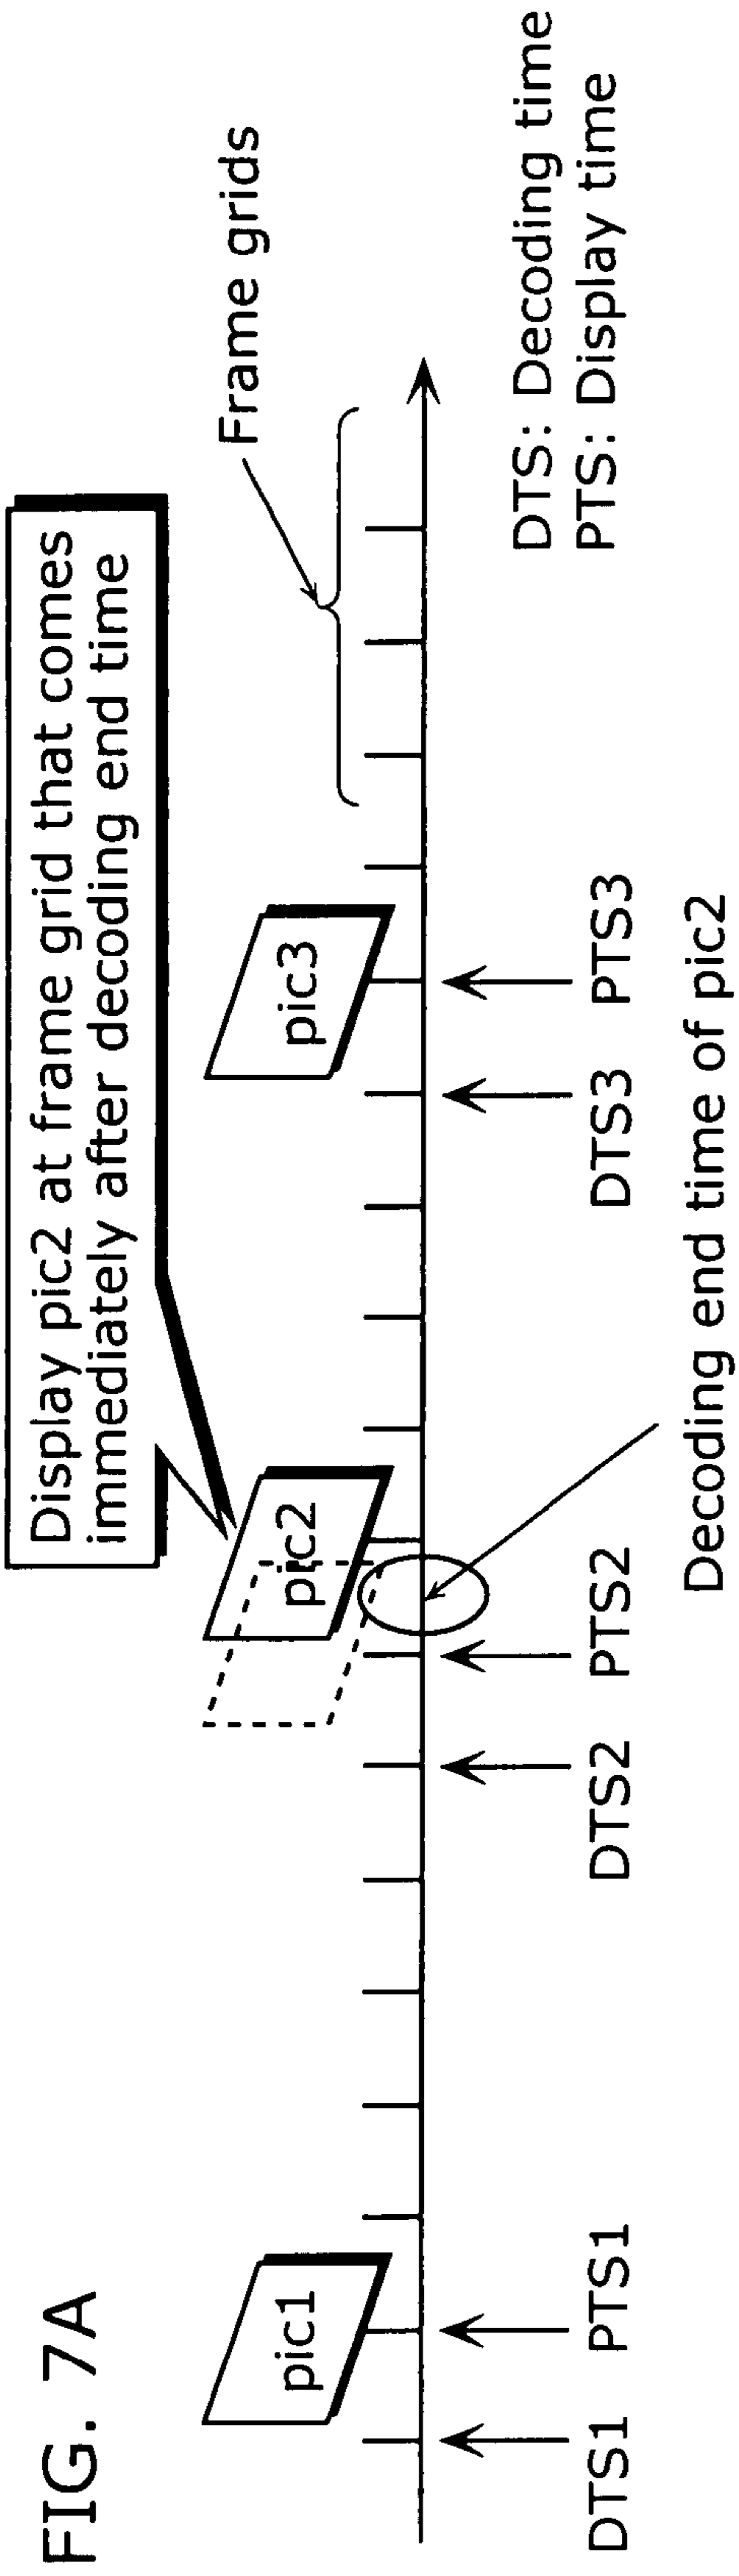 FIG. 7A
Display pic2 at frame grid that comes
immediately after decoding end time
Frame grids
pic1
pic2
pic3
DTS1
PTS1
DTS2
PTS2
DTS3
PTS3
Decoding end time of pic2
DTS: Decoding time
PTS: Display time